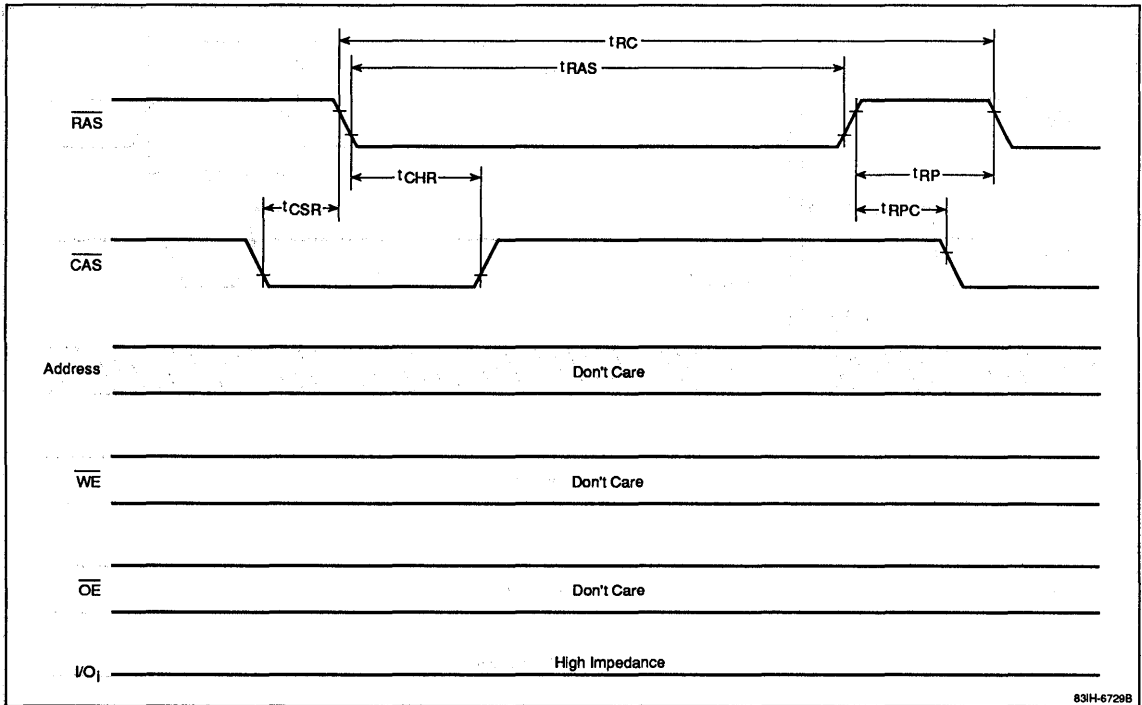 tRC
tRAS
RAS
tCHR
tRP
tCSR
tRPC
CAS
Address
Don't Care
WE
Don't Care
OE
Don't Care
High Impedance
I/Oi
83IH-6729B